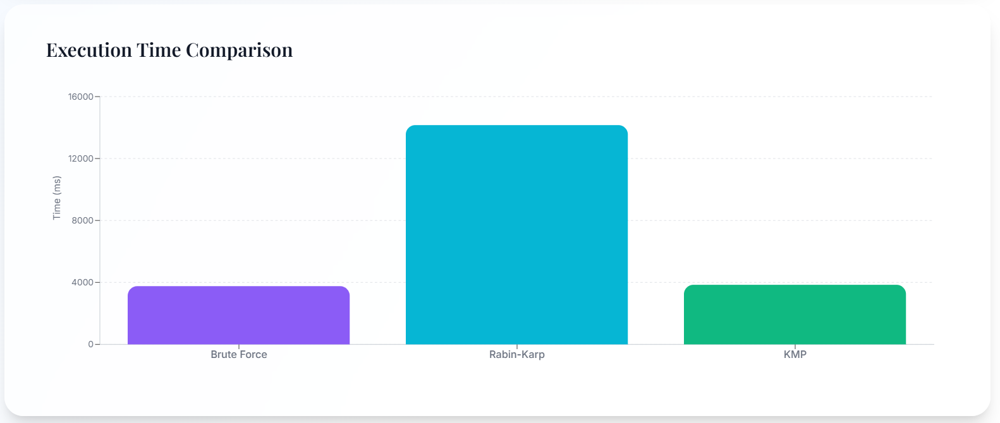 Execution Time Comparison
16000
12000
8000
4000
0
Time (ms)
Brute Force
Rabin-Karp
KMP